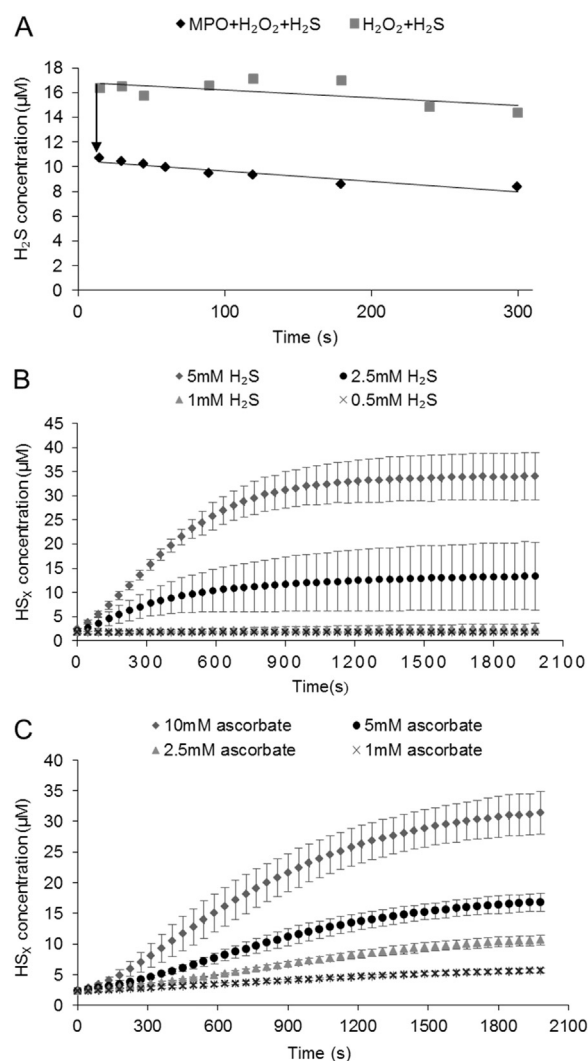 A
MPO+H₂O₂+H₂S H₂O₂+H₂S
18
16
14
12
10
8
6
4
2
0
H₂S concentration (µM)
0 100 200 300
Time (s)
B
5mM H₂S 2.5mM H₂S
1mM H₂S 0.5mM H₂S
45
40
35
30
25
20
15
10
5
0
HSₓ concentration (µM)
0 300 600 900 1200 1500 1800 2100
Time(s)
C
10mM ascorbate 5mM ascorbate
2.5mM ascorbate 1mM ascorbate
40
35
30
25
20
15
10
5
0
HSₓ concentration (µM)
0 300 600 900 1200 1500 1800 2100
Time (s)